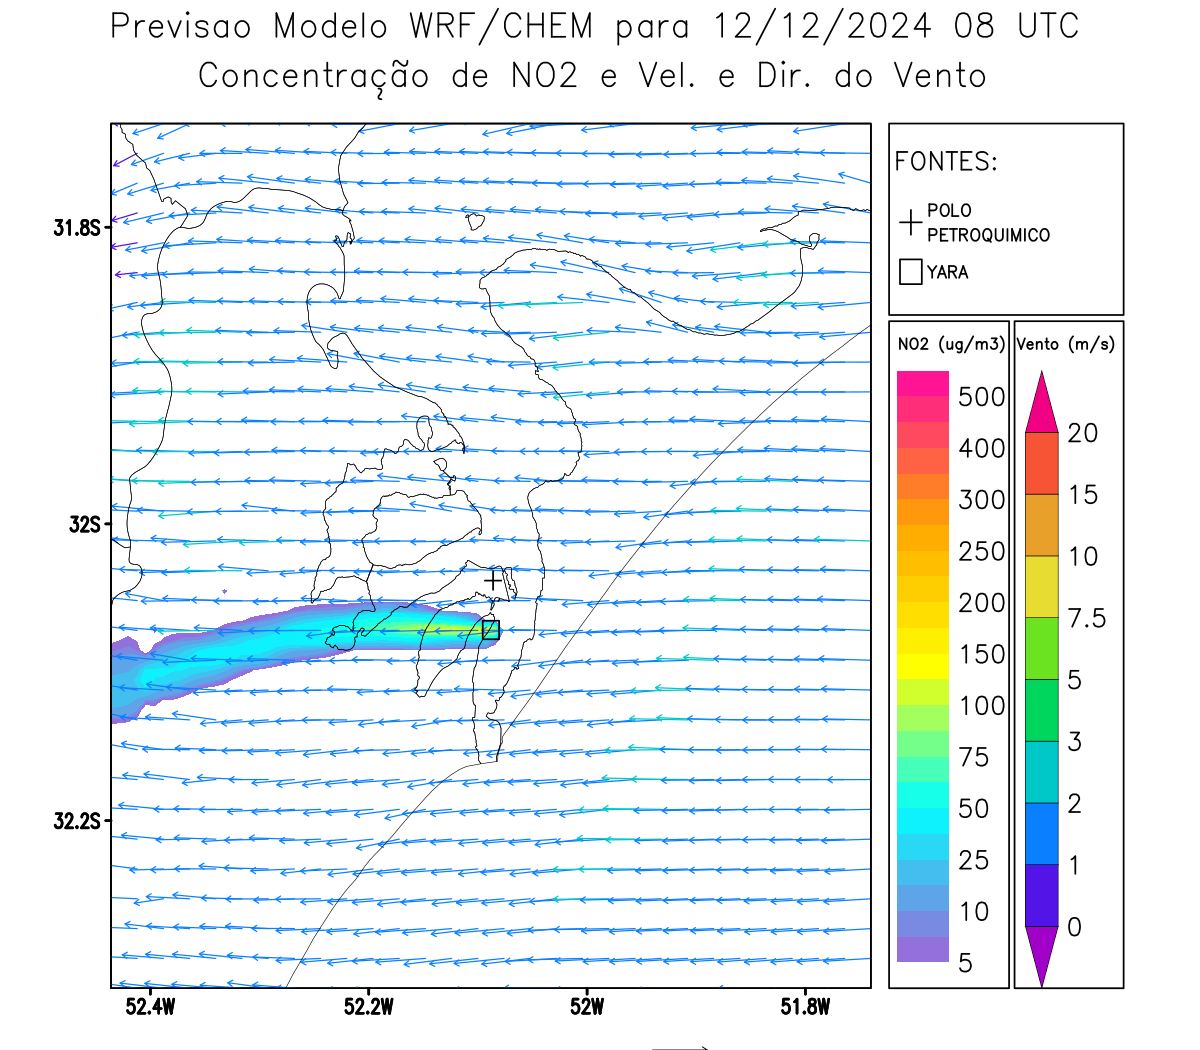 Previsao Modelo WRF/CHEM para 12/12/2024 08 UTC
Concentração de NO2 e Vel. e Dir. do Vento
FONTES:
POLO
PETROQUIMICO
YARA
NO2 (ug/m3)
500
400
300
250
200
150
100
75
50
25
10
5
Vento (m/s)
20
15
10
7.5
5
3
2
1
0
31.8S
32S
32.2S
52.4W
52.2W
52W
51.8W